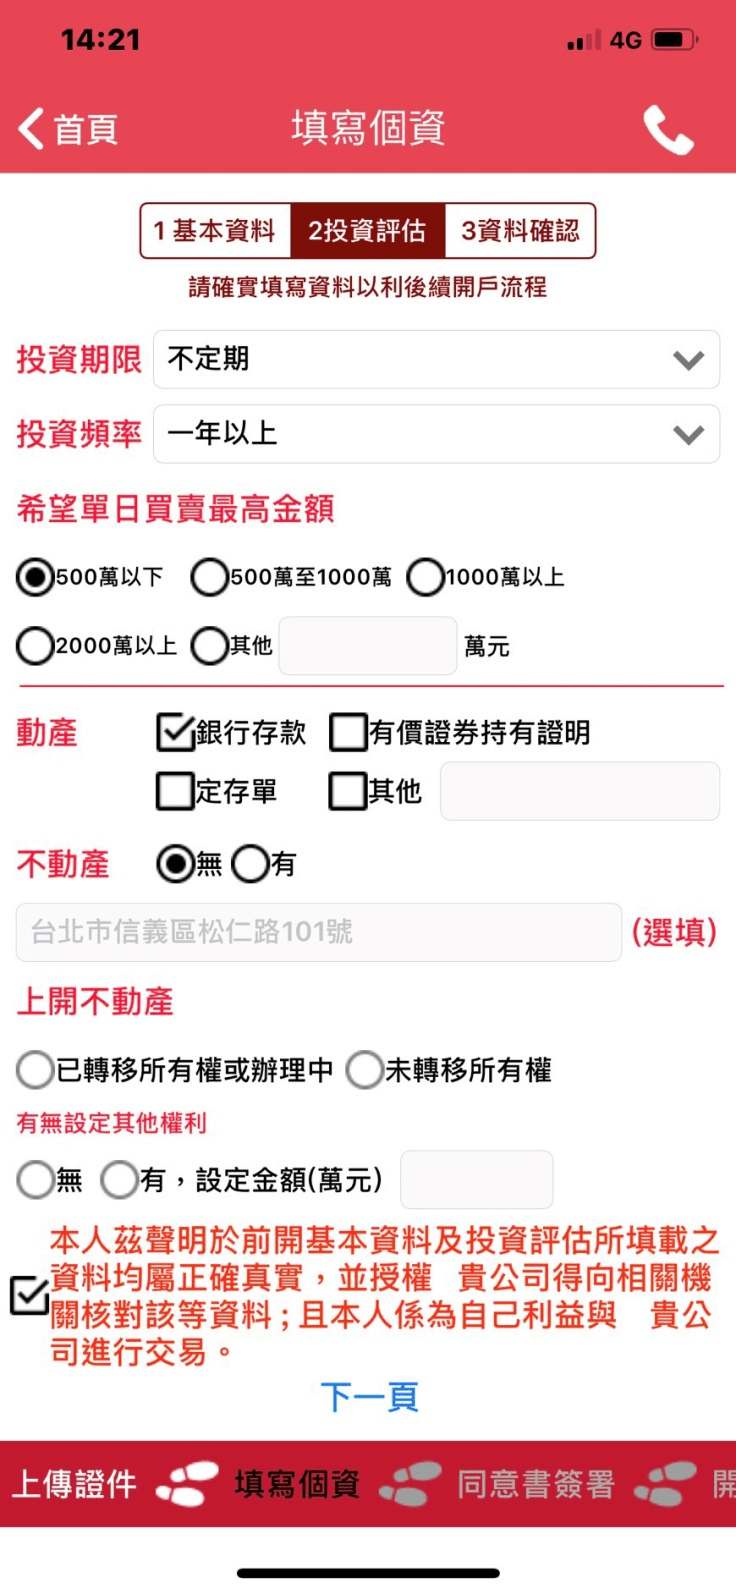 14:21 4G
首頁 填寫個資
1 基本資料 2投資評估 3資料確認
請確實填寫資料以利後續開戶流程
投資期限 不定期
投資頻率 一年以上
希望單日買賣最高金額
500萬以下 500萬至1000萬 1000萬以上
2000萬以上 其他 萬元
動產 銀行存款 有價證券持有證明
定存單 其他
不動產 無 有
台北市信義區松仁路101號 (選填)
上開不動產
已轉移所有權或辦理中 未轉移所有權
有無設定其他權利
無 有，設定金額(萬元)
本人茲聲明於前開基本資料及投資評估所填載之
資料均屬正確真實，並授權 貴公司得向相關機
關核對該等資料；且本人係為自己利益與 貴公
司進行交易。
下一頁
上傳證件 填寫個資 同意書簽署 開